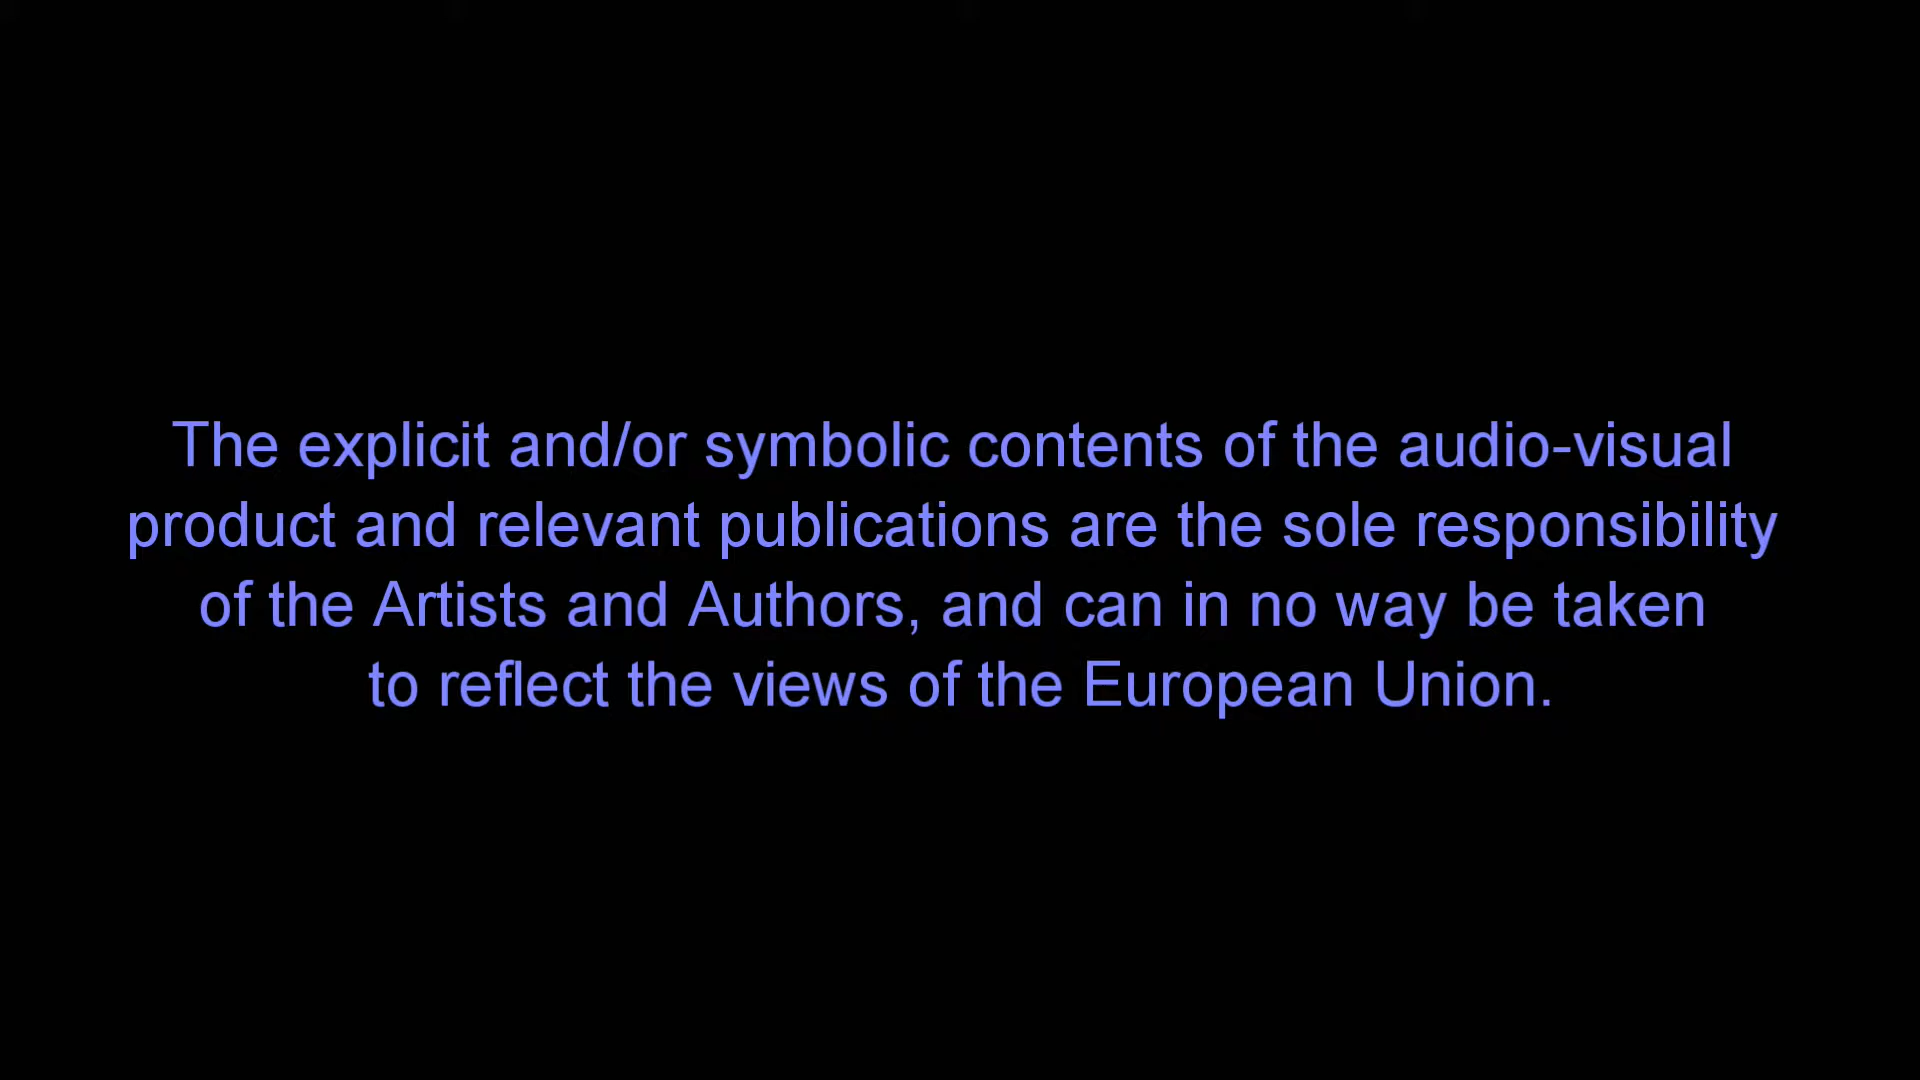 The explicit and/or symbolic contents of the audio-visual
product and relevant publications are the sole responsibility
of the Artists and Authors, and can in no way be taken
to reflect the views of the European Union.